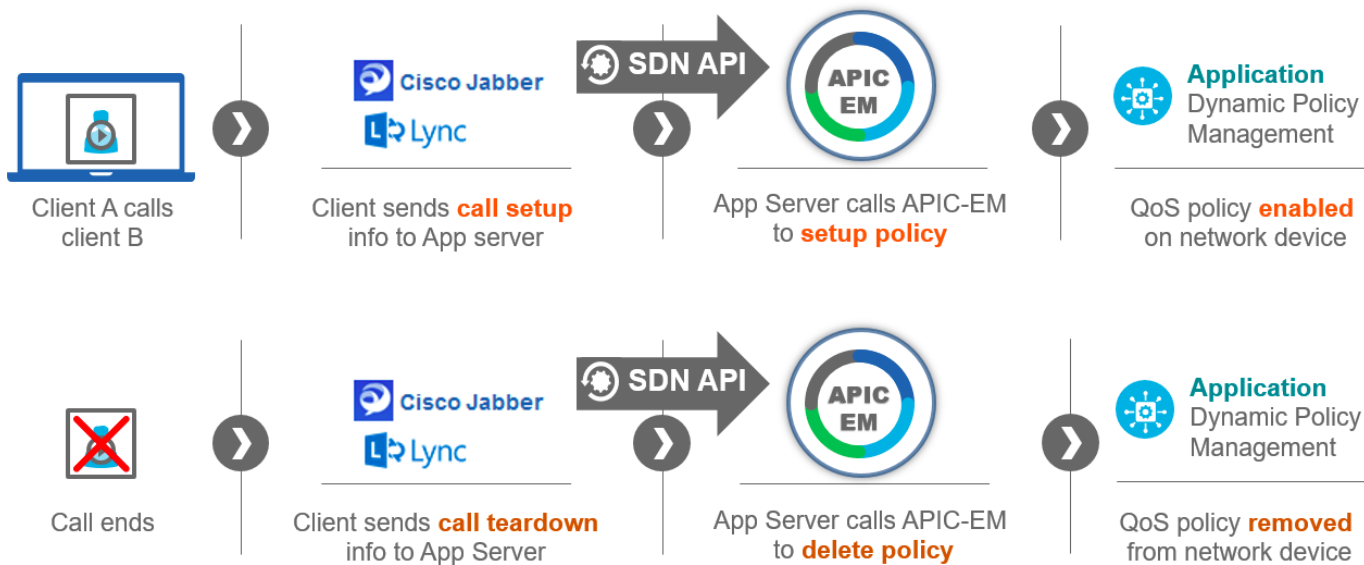 Cisco Jabber
Lync
SDN API
APIC
EM
Application
Dynamic Policy
Management
Client A calls
client B
Client sends call setup
info to App server
App Server calls APIC-EM
to setup policy
QoS policy enabled
on network device
Cisco Jabber
Lync
SDN API
APIC
EM
Application
Dynamic Policy
Management
Call ends
Client sends call teardown
info to App Server
App Server calls APIC-EM
to delete policy
QoS policy removed
from network device